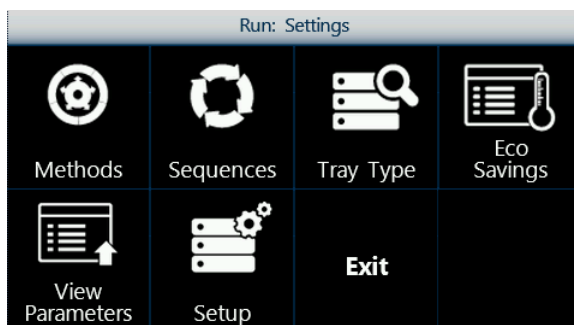 Run: Settings
Methods
Sequences
Tray Type
Eco
Savings
View
Parameters
Setup
Exit